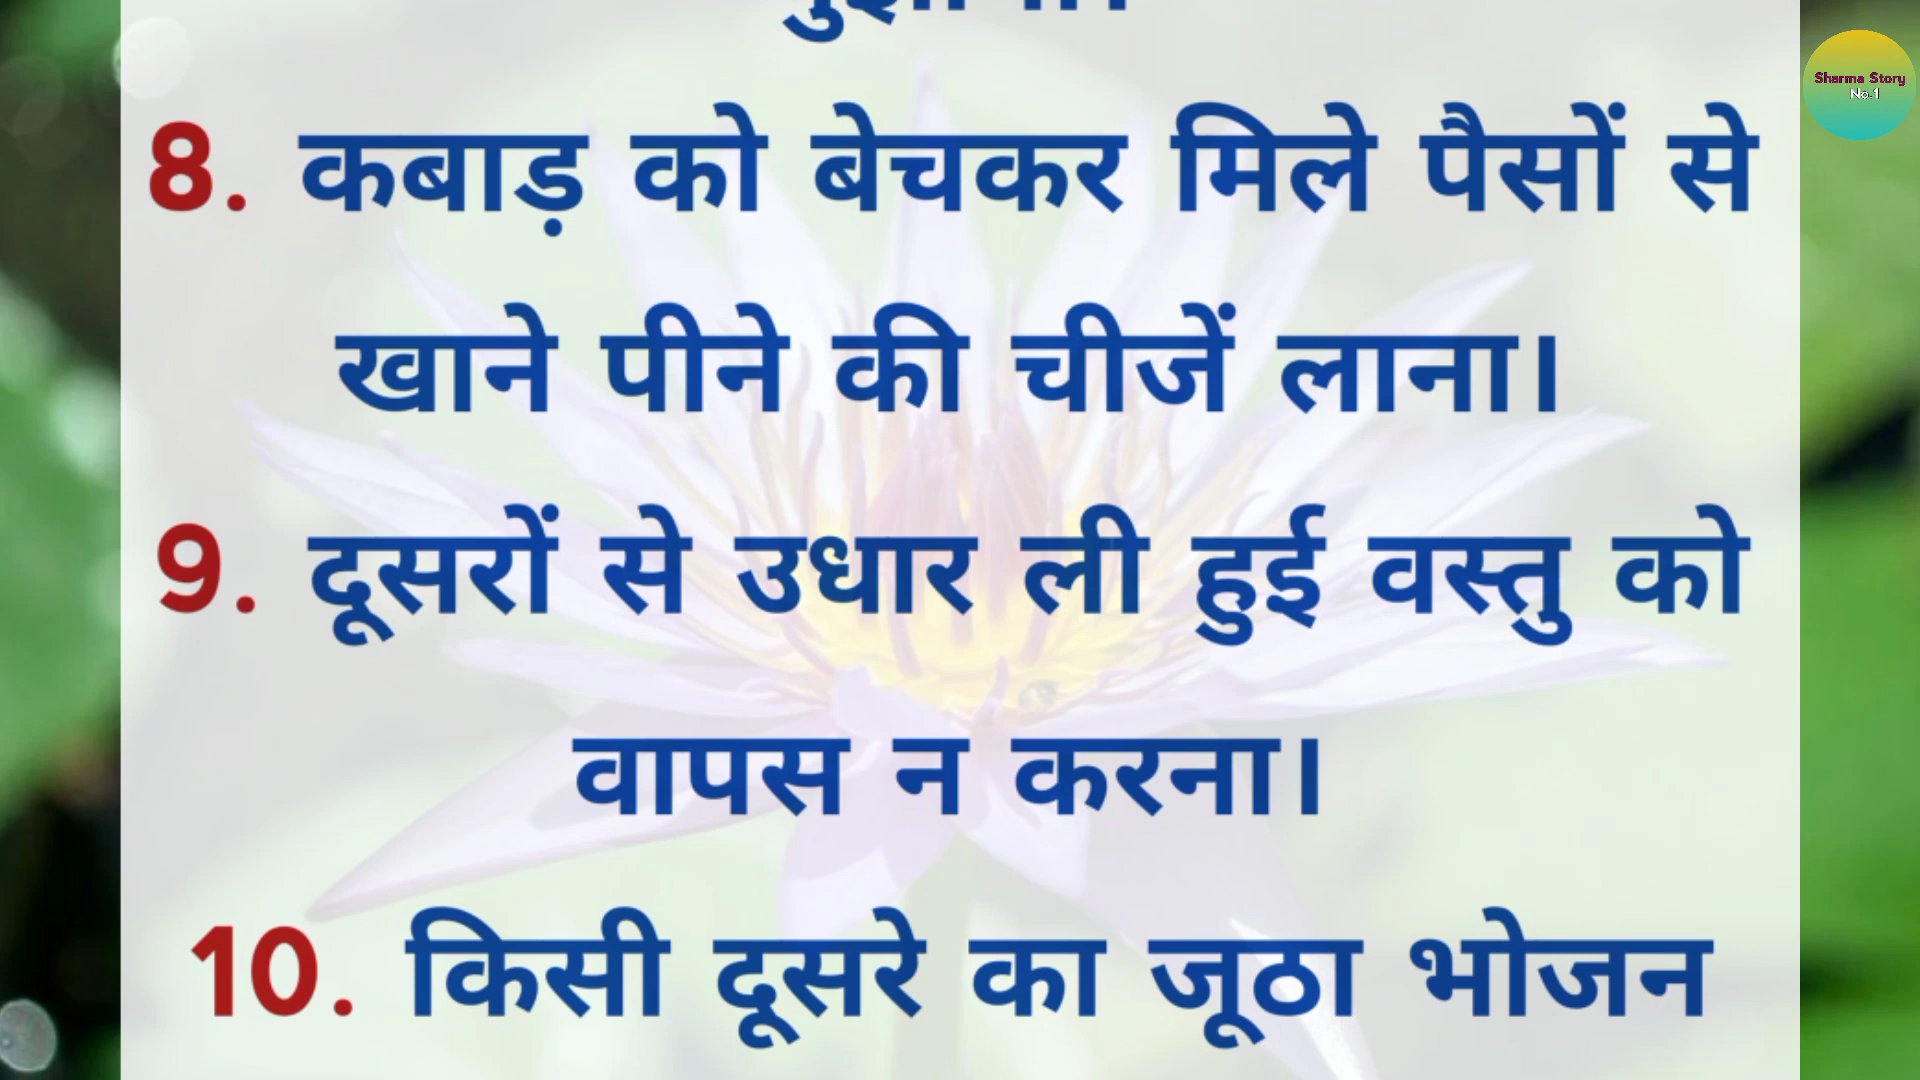 8. कबाड़ को बेचकर मिले पैसों से
खाने पीने की चीजें लाना।
9. दूसरों से उधार ली हुई वस्तु को
वापस न करना।
10. किसी दूसरे का जूठा भोजन
Sharma Story
No.1